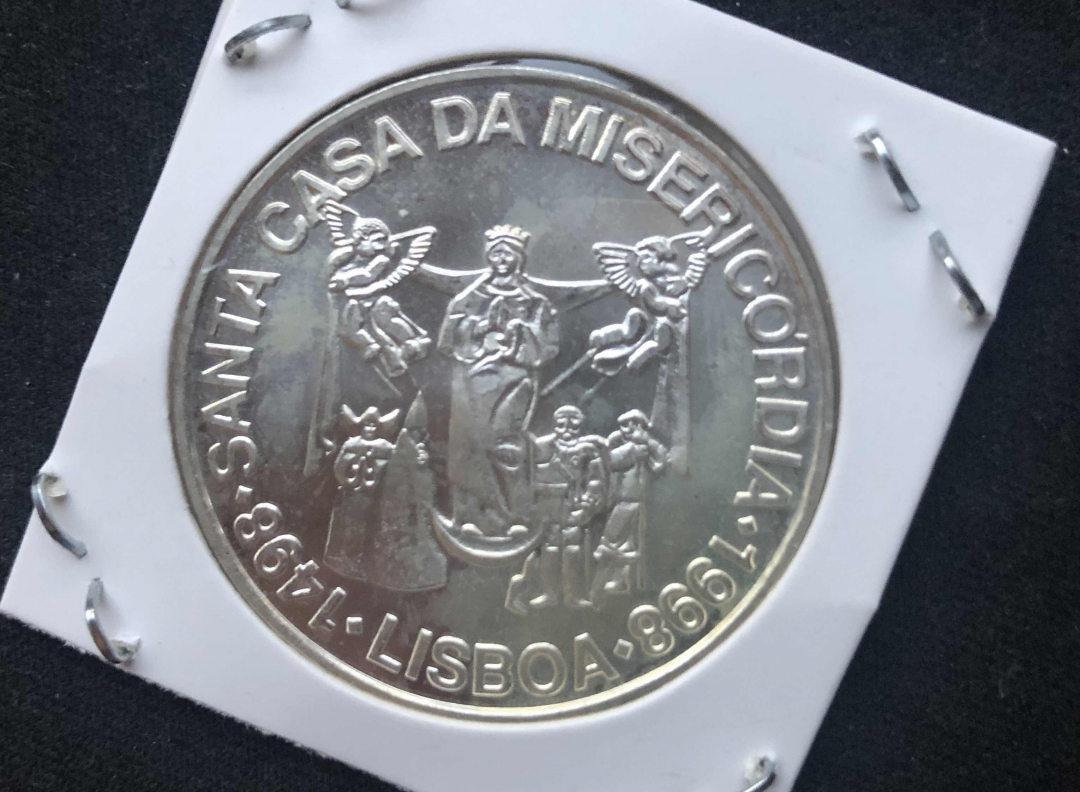 SANTA CASA DA MISERICÓRDIA
1498 • LISBOA • 1998